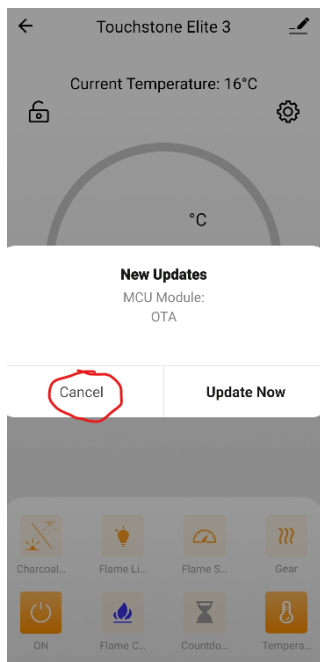 Touchstone Elite 3
Current Temperature: 16°C
°C
New Updates
MCU Module:
OTA
Cancel
Update Now
Charcoal...
Flame Li...
Flame S...
Gear
ON
Flame C...
Countdo...
Tempera...